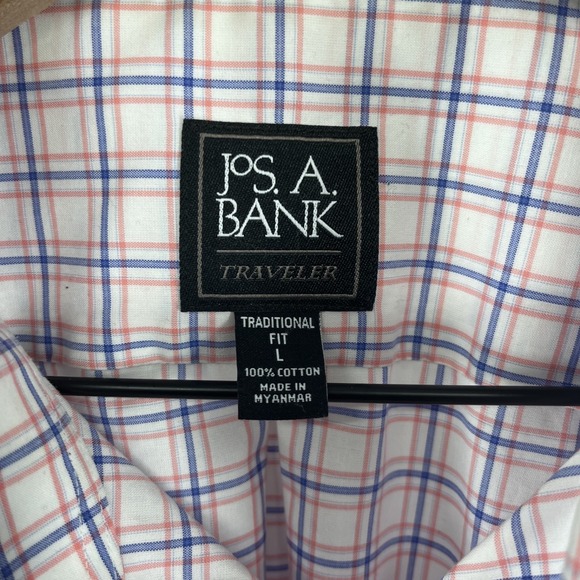 JOS. A.
BANK
TRAVELER
TRADITIONAL
FIT
L
100% COTTON
MADE IN
MYANMAR